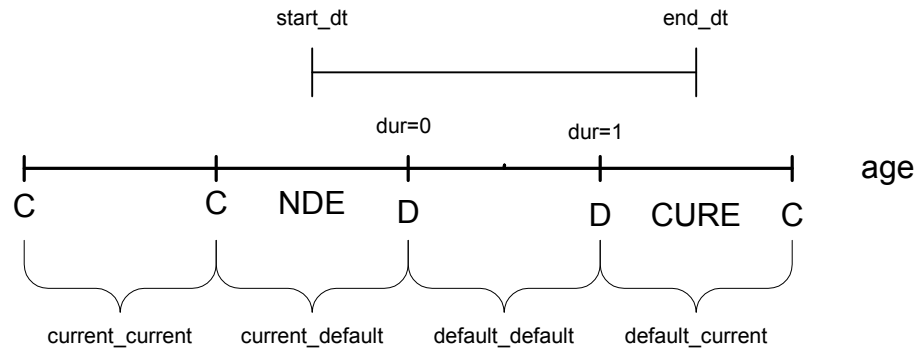 start_dt end_dt
dur=0 dur=1
age
C C NDE D D CURE C
current_current current_default default_default default_current